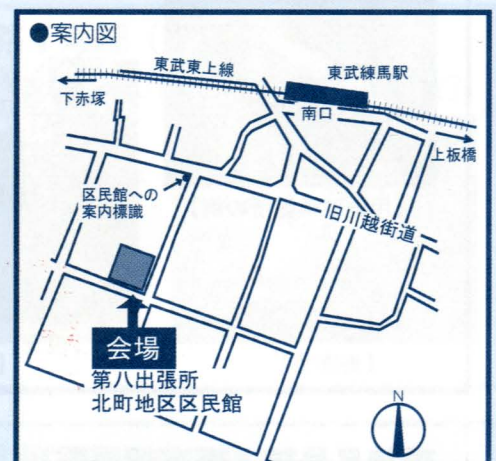 ●案内図
東武東上線
東武練馬駅
下赤塚
南口
上板橋
区民館への
案内標識
旧川越街道
会場
第八出張所
北町地区区民館
N